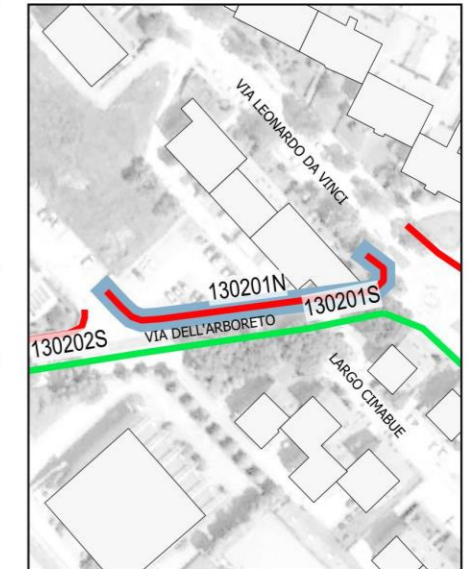 VIA LEONARDO DA VINCI
130201N
130201S
VIA DELL'ARBORETO
130202S
LARGO CIMABUE